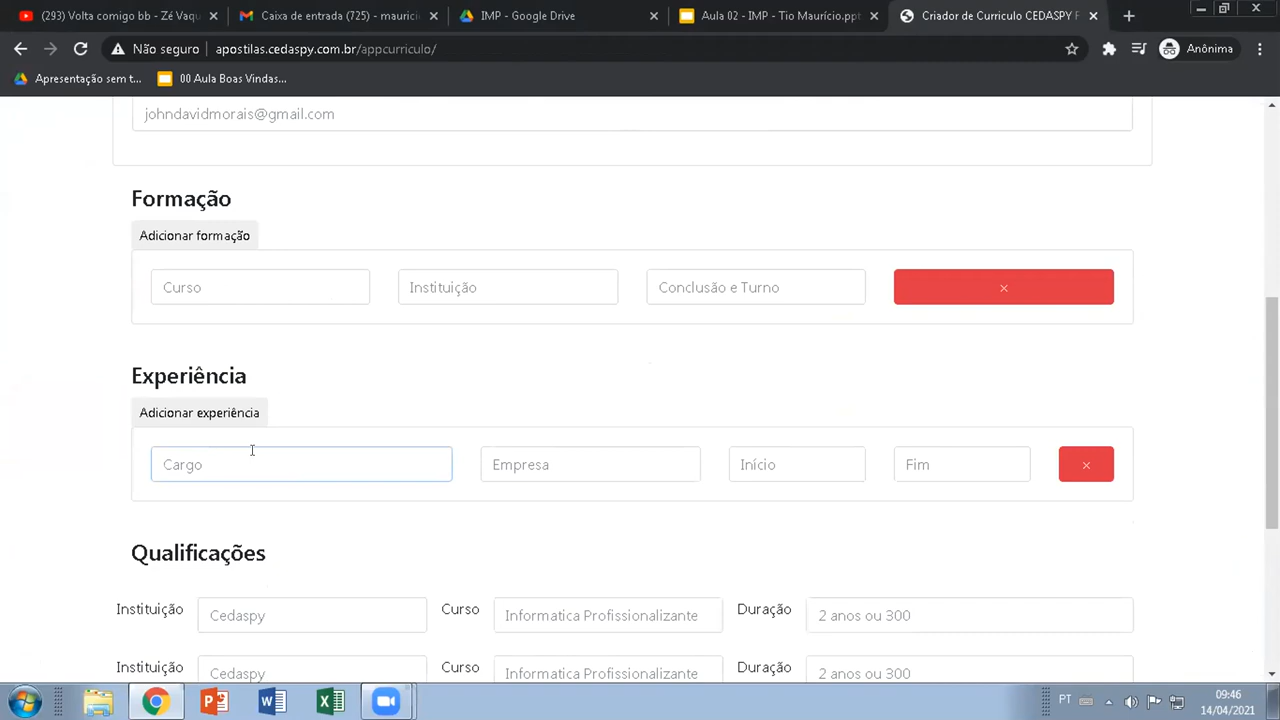 (293) Volta comigo bb - Zé Vaqu
Caixa de entrada (725) - maurici
IMP - Google Drive
Aula 02 - IMP - Tio Maurício.ppt
Criador de Curriculo CEDASPY F
Não seguro
apostilas.cedaspy.com.br/appcurriculo/
Anônima
Apresentação sem t...
00 Aula Boas Vindas...
johndavidmorais@gmail.com
Formação
Adicionar formação
Curso
Instituição
Conclusão e Turno
×
Experiência
Adicionar experiência
Cargo
Empresa
Início
Fim
×
Qualificações
Instituição
Cedaspy
Curso
Informatica Profissionalizante
Duração
2 anos ou 300
Instituição
Cedaspy
Curso
Informatica Profissionalizante
Duração
2 anos ou 300
PT
09:46
14/04/2021